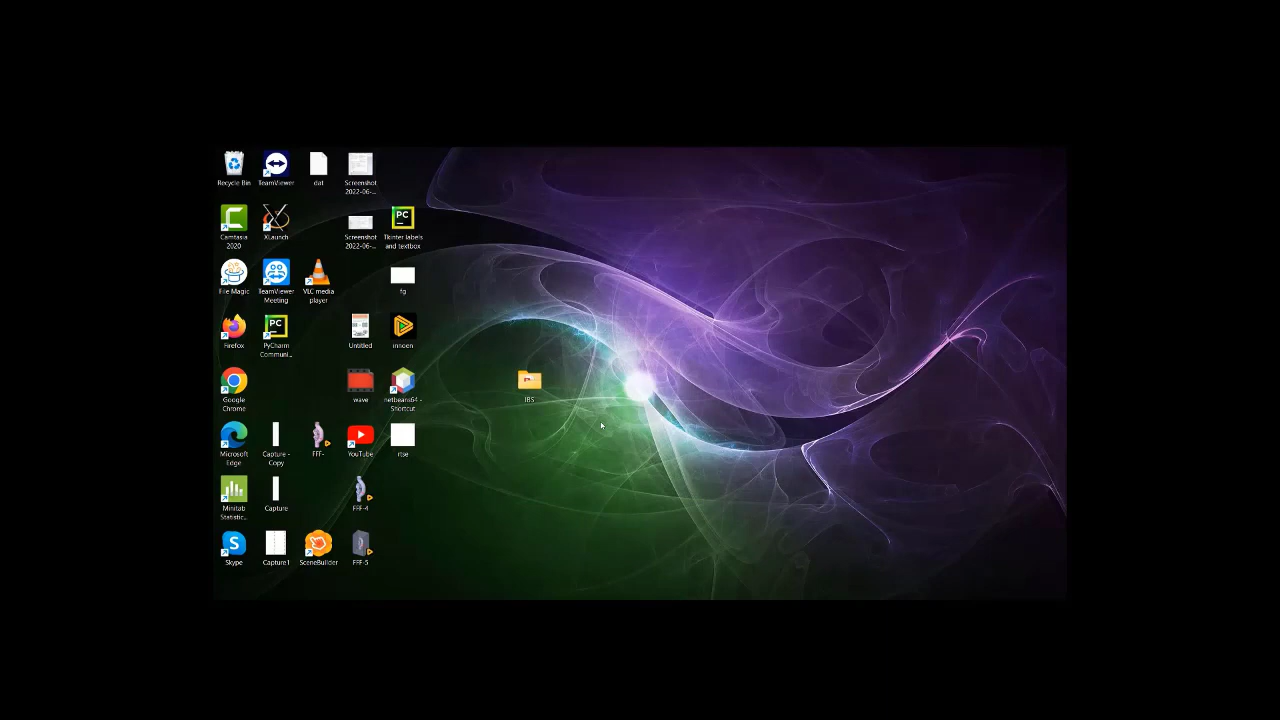 Recycle Bin
TeamViewer
dat
Screenshot
2022-06-...
Camtasia
2020
XLaunch
Screenshot
2022-06-...
Tkinter labels
and textbox
File Magic
TeamViewer
Meeting
VLC media
player
fg
Firefox
PyCharm
Communi...
Untitled
Google
Chrome
wave
netbeans64 -
Shortcut
IBS
Microsoft
Edge
Capture -
Copy
FFF-
YouTube
rtse
Minitab
Statistic...
Capture
FFF-4
Skype
Capture1
SceneBuilder
FFF-5